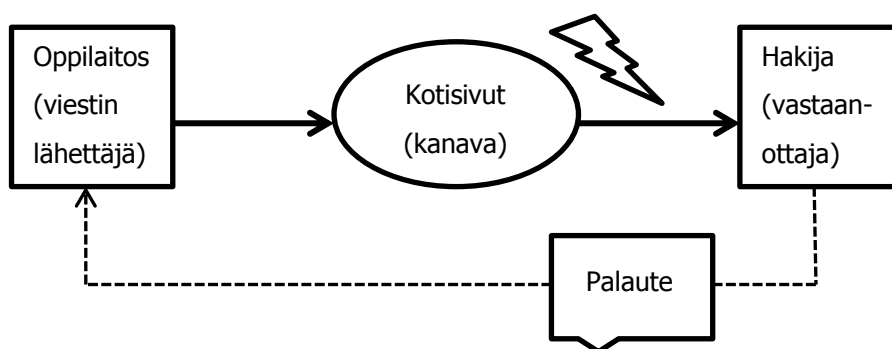 Oppilaitos
(viestin
lähettäjä)
Kotisivut
(kanava)
Hakija
(vastaan-
ottaja)
Palaute